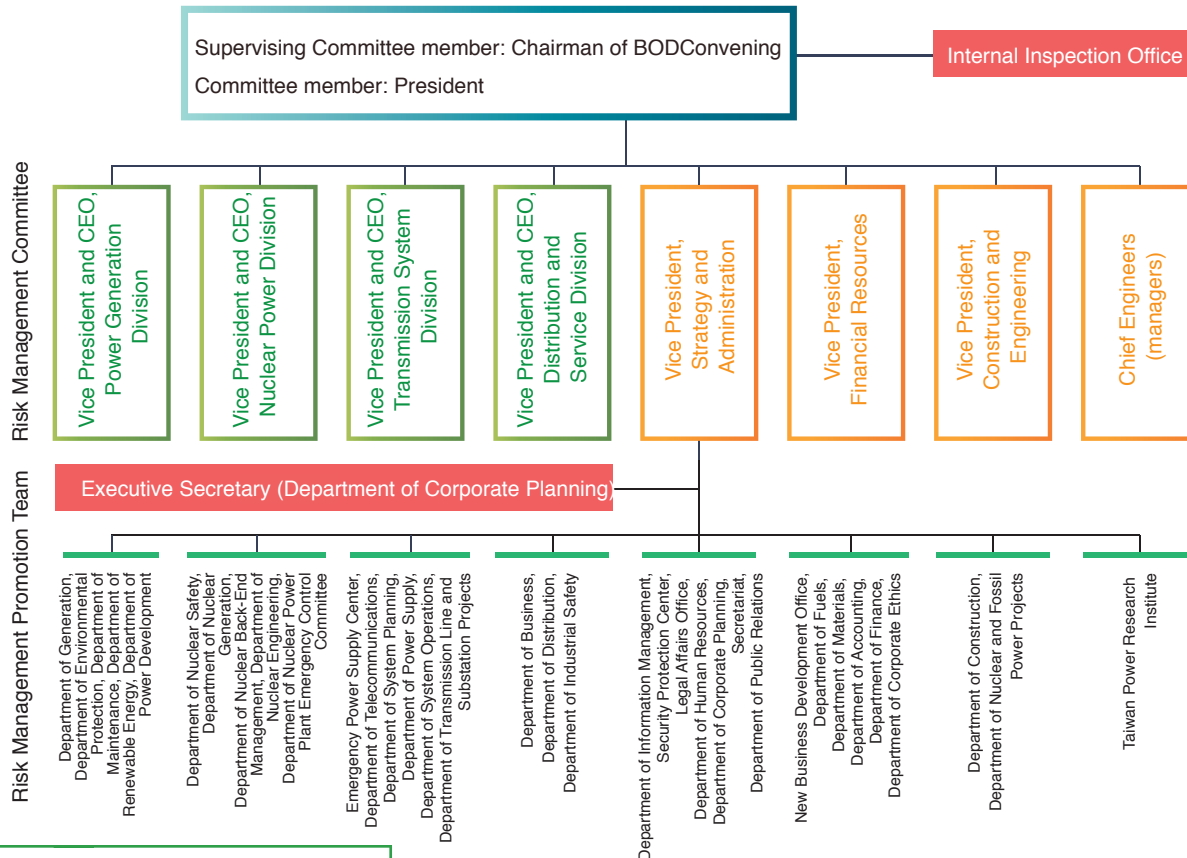 Supervising Committee member: Chairman of BODConvening
Committee member: President
Internal Inspection Office
Risk Management Committee
Vice President and CEO,
Power Generation
Division
Vice President and CEO,
Nuclear Power Division
Vice President and CEO,
Transmission System
Division
Vice President and CEO,
Distribution and
Service Division
Vice President,
Strategy and
Administration
Vice President,
Financial Resources
Vice President,
Construction and
Engineering
Chief Engineers
(managers)
Risk Management Promotion Team
Executive Secretary (Department of Corporate Planning)
Department of Generation,
Department of Environmental
Protection, Department of
Maintenance, Department of
Renewable Energy, Department of
Power Development
Department of Nuclear Safety,
Department of Nuclear
Generation,
Department of Nuclear Back-End
Management, Department of
Nuclear Engineering,
Department of Nuclear Power
Plant Emergency Control
Committee
Emergency Power Supply Center,
Department of Telecommunications,
Department of System Planning,
Department of Power Supply,
Department of System Operations,
Department of Transmission Line and
Substation Projects
Department of Business,
Department of Distribution,
Department of Industrial Safety
Department of Information Management,
Security Protection Center,
Legal Affairs Office,
Department of Human Resources,
Department of Corporate Planning,
Secretariat,
Department of Public Relations
New Business Development Office,
Department of Fuels,
Department of Materials,
Department of Accounting,
Department of Finance,
Department of Corporate Ethics
Department of Construction,
Department of Nuclear and Fossil
Power Projects
Taiwan Power Research
Institute